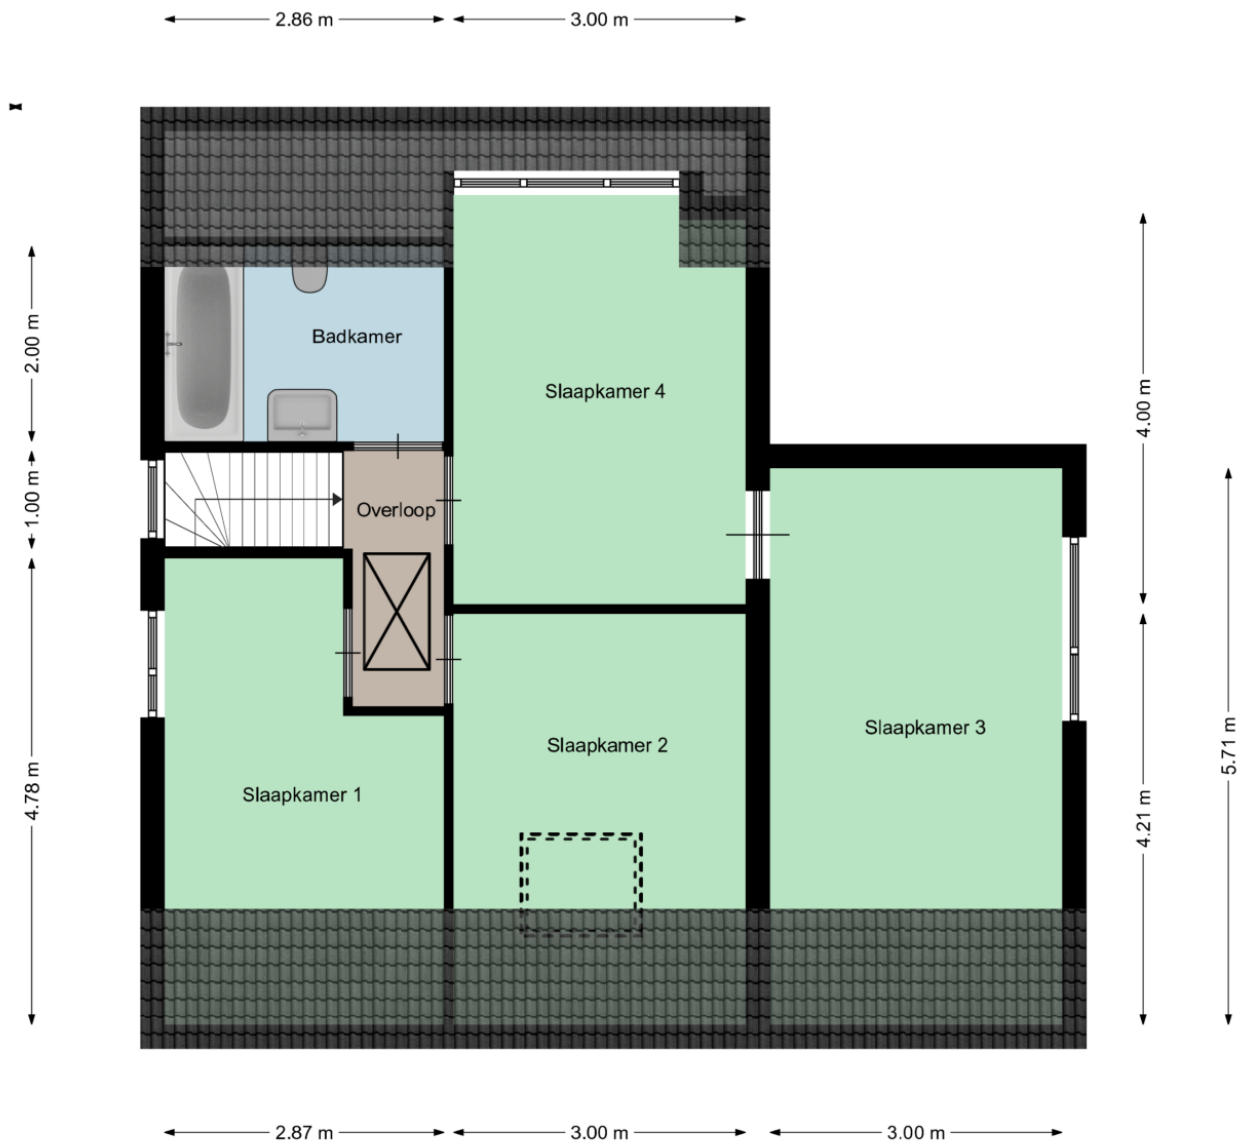 2.86 m
3.00 m
Badkamer
2.00 m
Slaapkamer 4
4.00 m
1.00 m
Overloop
Slaapkamer 3
5.71 m
Slaapkamer 2
4.78 m
Slaapkamer 1
4.21 m
2.87 m
3.00 m
3.00 m